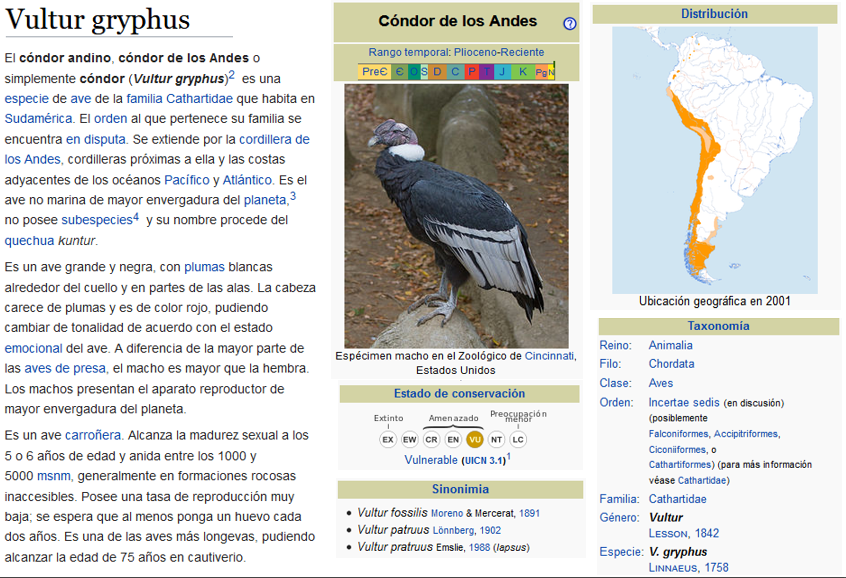 Vultur gryphus
El cóndor andino, cóndor de los Andes o
simplemente cóndor (Vultur gryphus)2 es una
especie de ave de la familia Cathartidae que habita en
Sudamérica. El orden al que pertenece su familia se
encuentra en disputa. Se extiende por la cordillera de
los Andes, cordilleras próximas a ella y las costas
adyacentes de los océanos Pacífico y Atlántico. Es el
ave no marina de mayor envergadura del planeta,3
no posee subespecies4 y su nombre procede del
quechua kuntur.
Es un ave grande y negra, con plumas blancas
alrededor del cuello y en partes de las alas. La cabeza
carece de plumas y es de color rojo, pudiendo
cambiar de tonalidad de acuerdo con el estado
emocional del ave. A diferencia de la mayor parte de
las aves de presa, el macho es mayor que la hembra.
Los machos presentan el aparato reproductor de
mayor envergadura del planeta.
Es un ave carroñera. Alcanza la madurez sexual a los
5 o 6 años de edad y anida entre los 1000 y
5000 msnm, generalmente en formaciones rocosas
inaccesibles. Posee una tasa de reproducción muy
baja; se espera que al menos ponga un huevo cada
dos años. Es una de las aves más longevas, pudiendo
alcanzar la edad de 75 años en cautiverio.
Cóndor de los Andes ?
Rango temporal: Plioceno-Reciente
PreЄ Є O S D C P T J K Pg N
Espécimen macho en el Zoológico de Cincinnati,
Estados Unidos
Estado de conservación
Extinto Amenazado Preocupación menor
EX EW CR EN VU NT LC
Vulnerable (UICN 3.1)1
Sinonimia
• Vultur fossilis Moreno & Mercerat, 1891
• Vultur patruus Lönnberg, 1902
• Vultur pratruus Emslie, 1988 (lapsus)
Distribución
Ubicación geográfica en 2001
Taxonomía
Reino: Animalia
Filo: Chordata
Clase: Aves
Orden: Incertae sedis (en discusión)
(posiblemente
Falconiformes, Accipitriformes,
Ciconiiformes, o
Cathartiformes) (para más información
véase Cathartidae)
Familia: Cathartidae
Género: Vultur
LESSON, 1842
Especie: V. gryphus
LINNAEUS, 1758